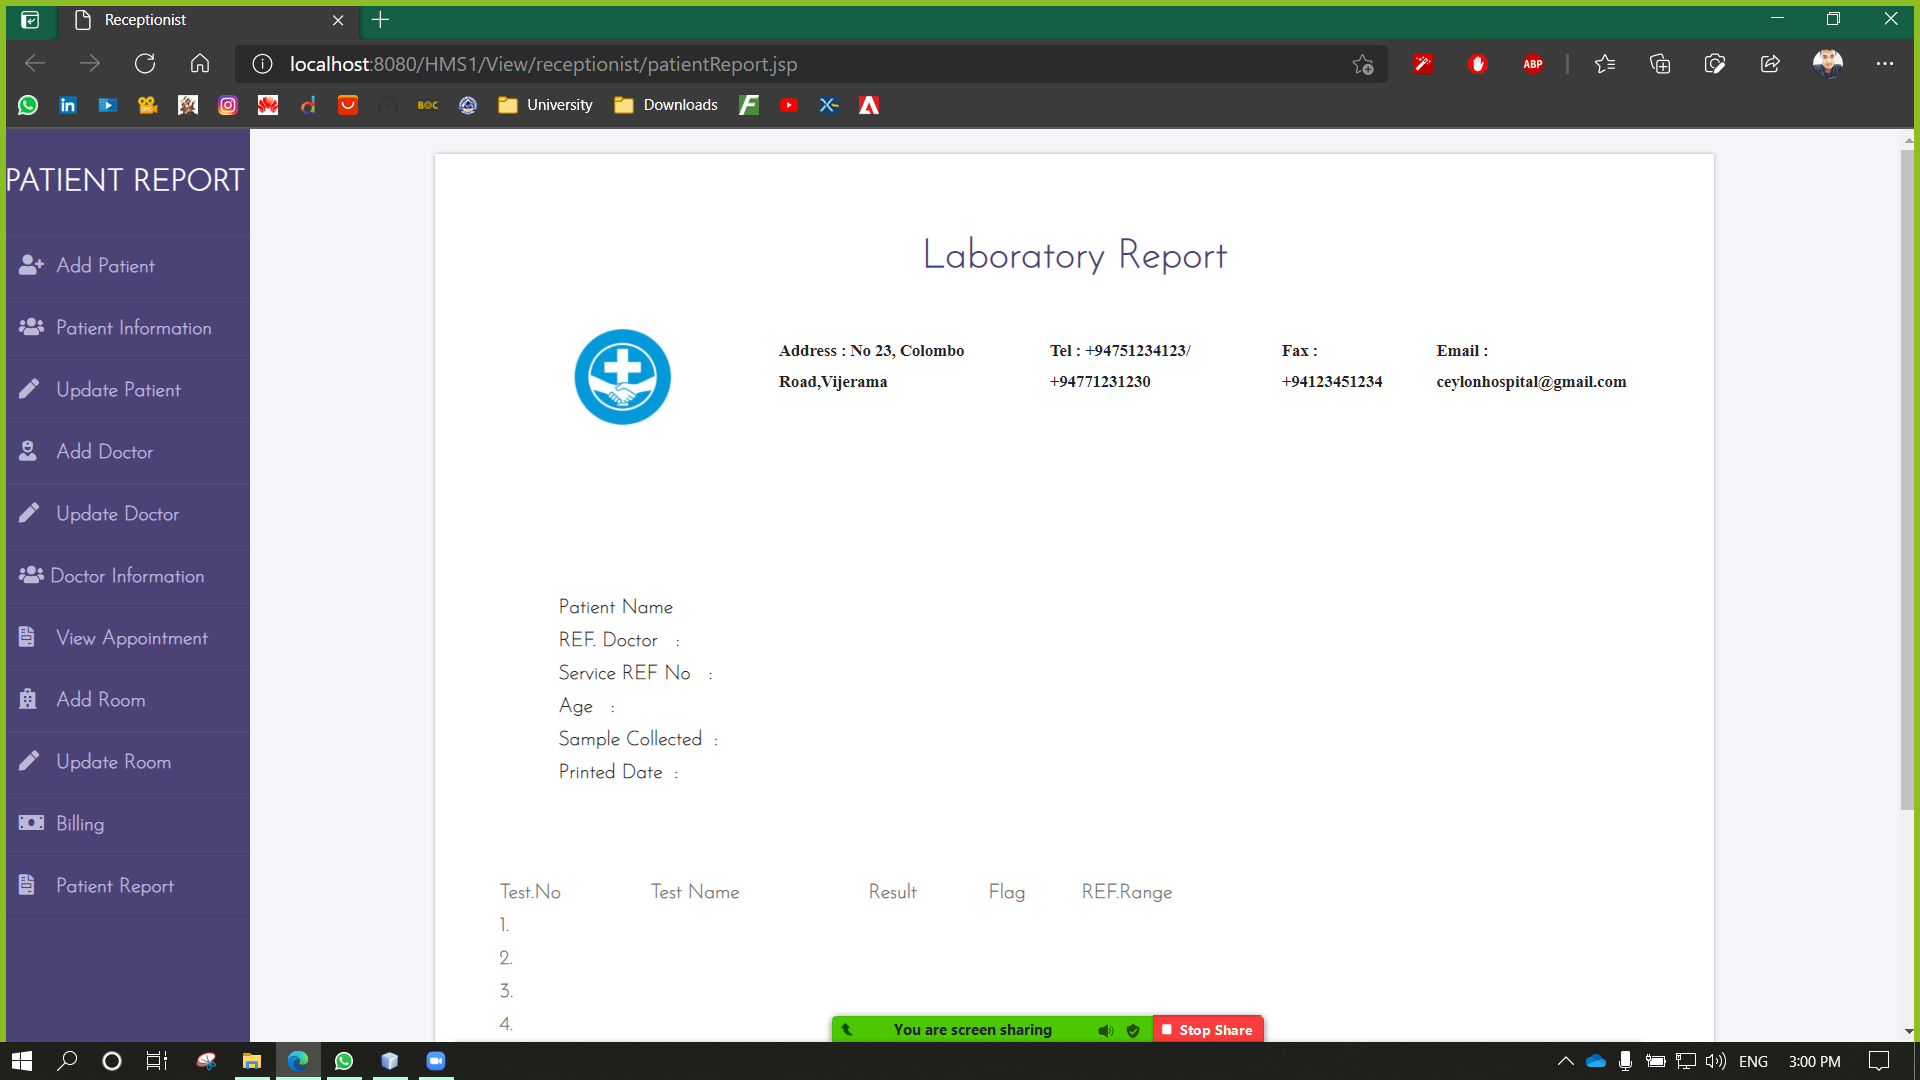 Receptionist
localhost:8080/HMS1/View/receptionist/patientReport.jsp
ABP
BOC
University
Downloads
PATIENT REPORT
Add Patient
Patient Information
Update Patient
Add Doctor
Update Doctor
Doctor Information
View Appointment
Add Room
Update Room
Billing
Patient Report
Laboratory Report
Address : No 23, Colombo
Road,Vijerama
Tel : +94751234123/
+94771231230
Fax :
+94123451234
Email :
ceylonhospital@gmail.com
Patient Name
REF. Doctor :
Service REF No :
Age :
Sample Collected :
Printed Date :
Test.No Test Name Result Flag REF.Range
1.
2.
3.
4.
You are screen sharing
Stop Share
ENG
3:00 PM